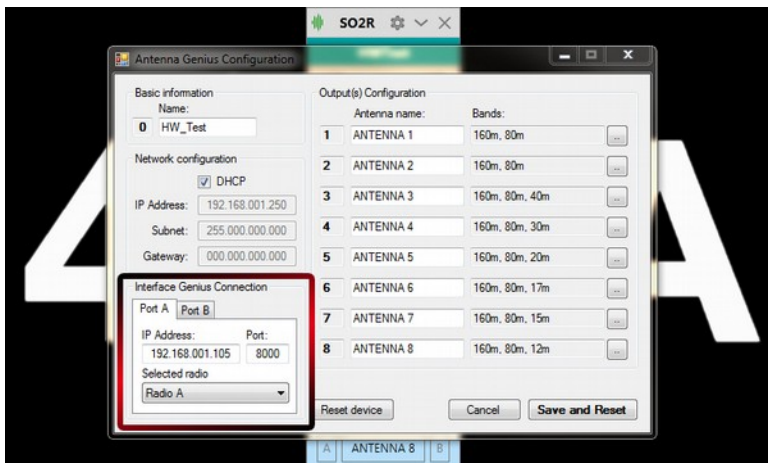 SO2R
Antenna Genius Configuration
Basic information
Name:
0 HW_Test
Network configuration
DHCP
IP Address: 192.168.001.250
Subnet: 255.000.000.000
Gateway: 000.000.000.000
Interface Genius Connection
Port A Port B
IP Address: Port:
192.168.001.105 8000
Selected radio
Radio A
Output(s) Configuration
Antenna name: Bands:
1 ANTENNA 1 160m, 80m ...
2 ANTENNA 2 160m, 80m ...
3 ANTENNA 3 160m, 80m, 40m ...
4 ANTENNA 4 160m, 80m, 30m ...
5 ANTENNA 5 160m, 80m, 20m ...
6 ANTENNA 6 160m, 80m, 17m ...
7 ANTENNA 7 160m, 80m, 15m ...
8 ANTENNA 8 160m, 80m, 12m ...
Reset device Cancel Save and Reset
A ANTENNA 8 B
4 A